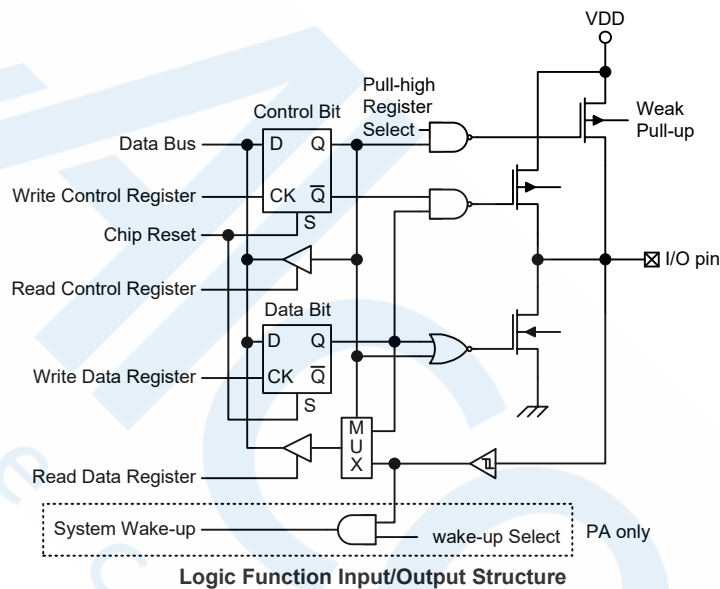 VDD
Pull-high
Register
Select
Control Bit
Weak
Pull-up
Data Bus
D
Q
Write Control Register
CK
Q
S
Chip Reset
I/O pin
Read Control Register
Data Bit
D
Q
Write Data Register
CK
Q
S
M
U
X
Read Data Register
System Wake-up
wake-up Select
PA only
Logic Function Input/Output Structure